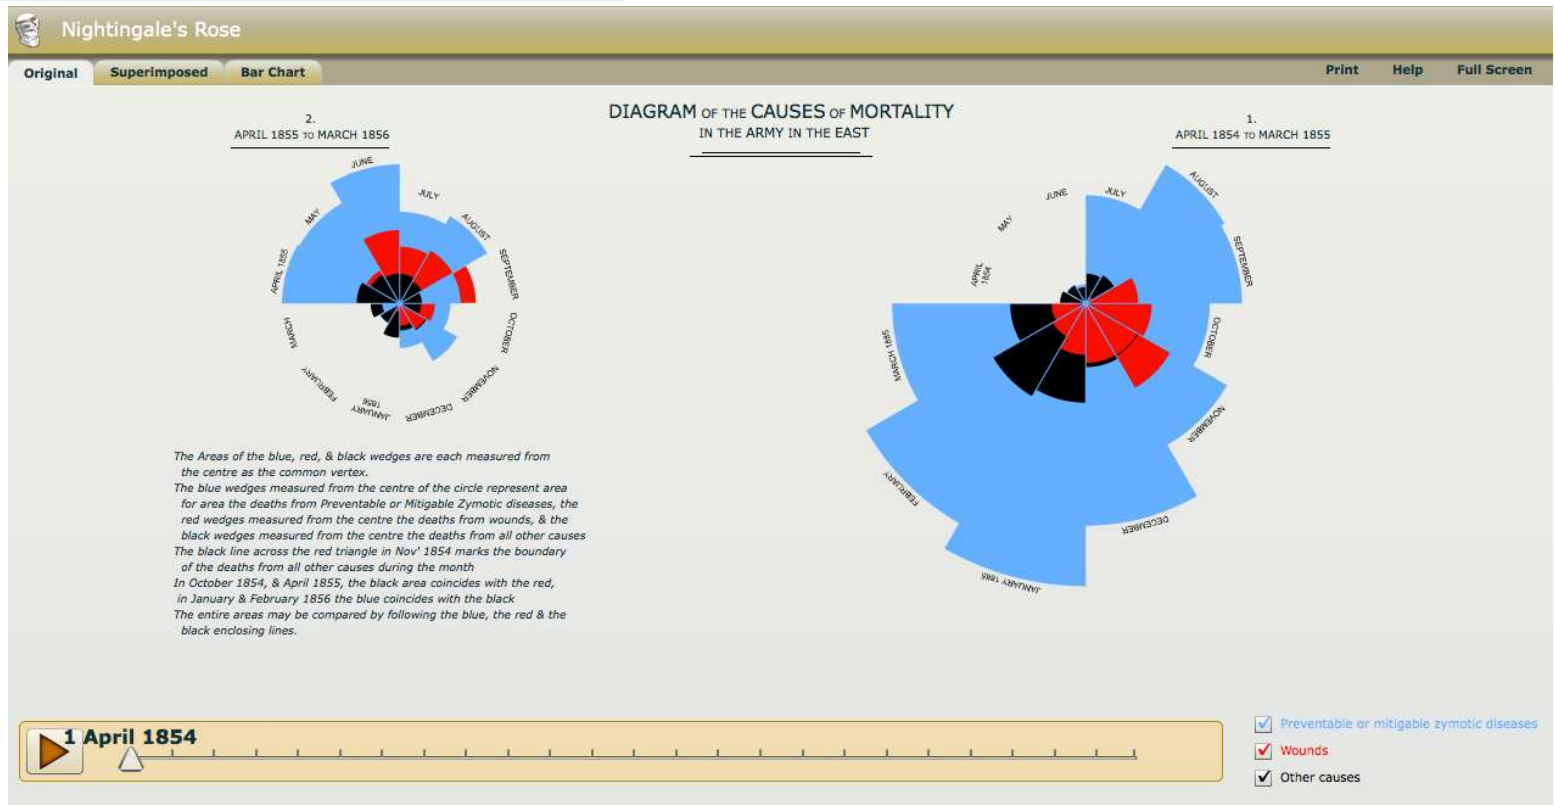 Nightingale's Rose
Original
Superimposed
Bar Chart
Print
Help
Full Screen
DIAGRAM OF THE CAUSES OF MORTALITY
IN THE ARMY IN THE EAST
2.
APRIL 1855 TO MARCH 1856
JUNE
JULY
AUGUST
SEPTEMBER
OCTOBER
NOVEMBER
DECEMBER
JANUARY
1856
FEBRUARY
MARCH
APRIL 1855
MAY
1.
APRIL 1854 TO MARCH 1855
APRIL
1854
MAY
JUNE
JULY
AUGUST
SEPTEMBER
OCTOBER
NOVEMBER
DECEMBER
JANUARY 1885
FEBRUARY
MARCH 1885
The Areas of the blue, red, & black wedges are each measured from
the centre as the common vertex.
The blue wedges measured from the centre of the circle represent area
for area the deaths from Preventable or Mitigable Zymotic diseases, the
red wedges measured from the centre the deaths from wounds, & the
black wedges measured from the centre the deaths from all other causes
The black line across the red triangle in Nov' 1854 marks the boundary
of the deaths from all other causes during the month
In October 1854, & April 1855, the black area coincides with the red,
in January & February 1856 the blue coincides with the black
The entire areas may be compared by following the blue, the red & the
black enclosing lines.
1 April 1854
Preventable or mitigable zymotic diseases
Wounds
Other causes